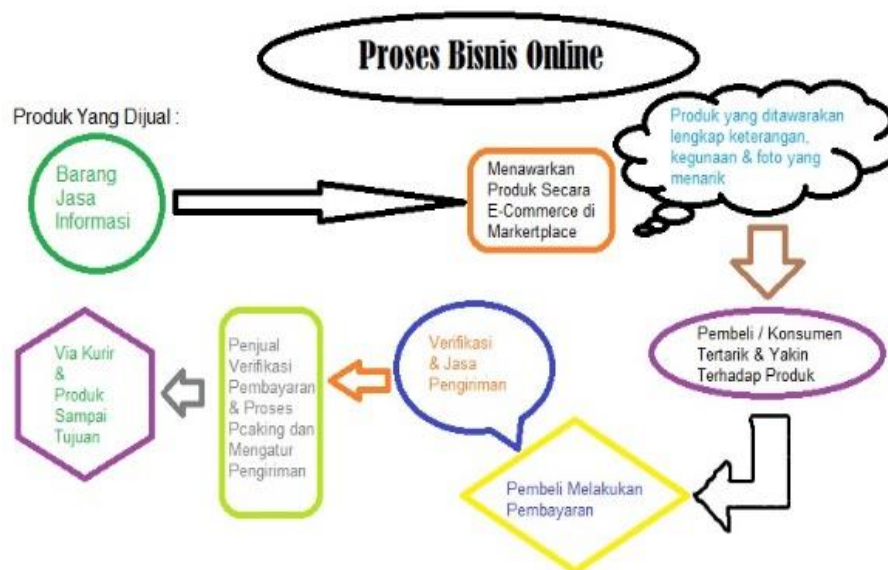 Proses Bisnis Online
Produk Yang Dijual :
Barang
Jasa
Informasi
Menawarkan
Produk Secara
E-Commerce di
Markertplace
Produk yang ditawarakan
lengkap keterangan,
kegunaan & foto yang
menarik
Pembeli / Konsumen
Tertarik & Yakin
Terhadap Produk
Pembeli Melakukan
Pembayaran
Verifikasi
& Jasa
Pengiriman
Penjual
Verifikasi
Pembayaran
& Proses
Pcaking dan
Mengatur
Pengiriman
Via Kurir
&
Produk
Sampai
Tujuan